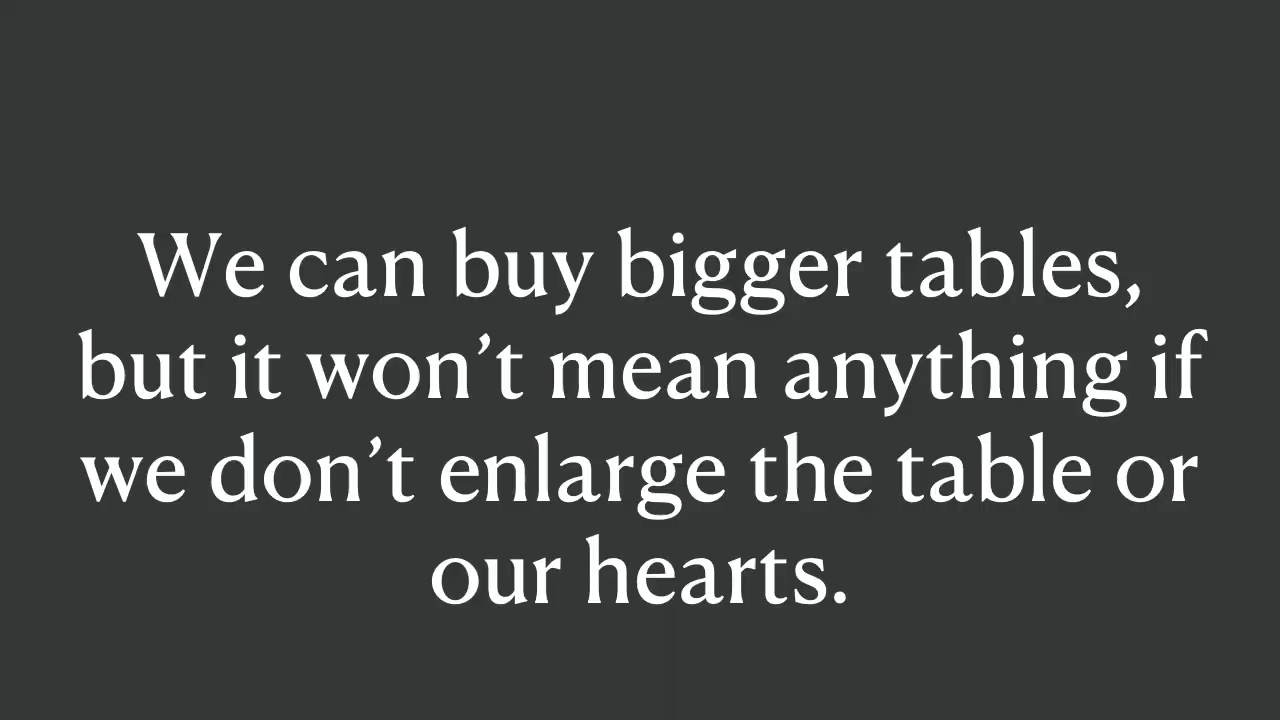 We can buy bigger tables,
but it won’t mean anything if
we don’t enlarge the table or
our hearts.